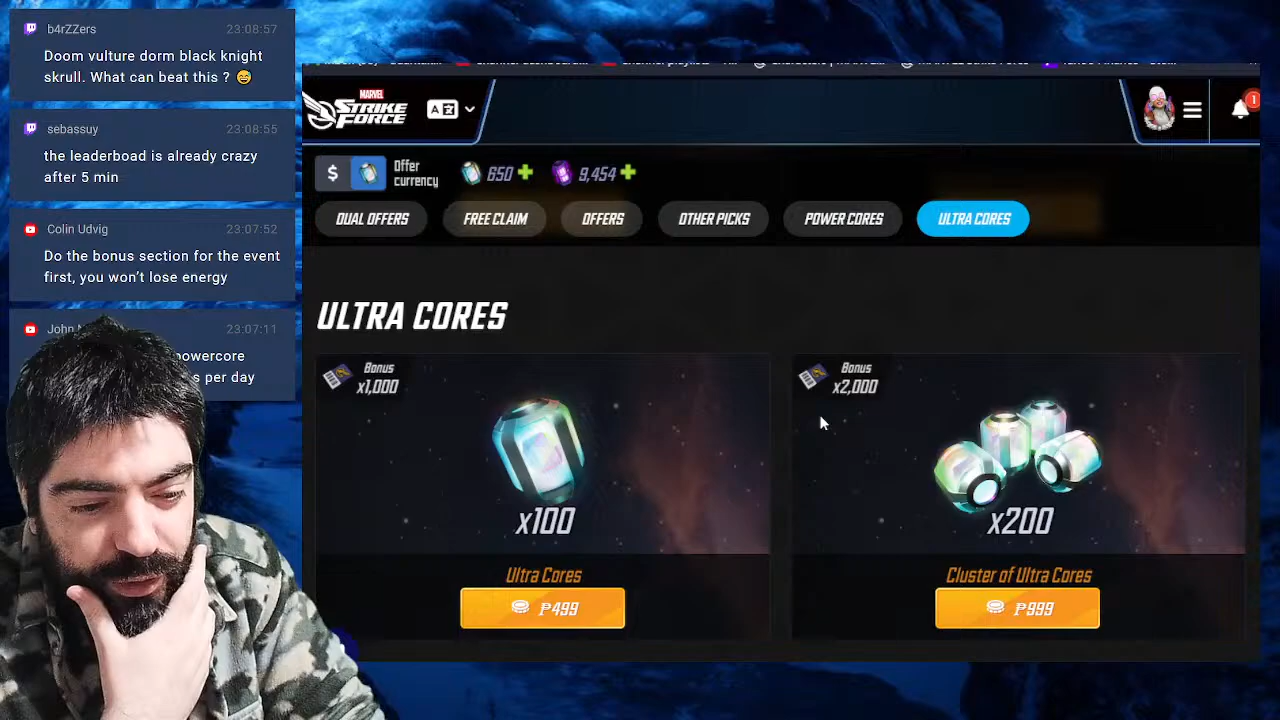 b4rZZers 23:08:57
Doom vulture dorm black knight
skrull. What can beat this ? 😅
sebassuy 23:08:55
the leaderboad is already crazy
after 5 min
Colin Udvig 23:07:52
Do the bonus section for the event
first, you won't lose energy
John 23:07:11
powercore
s per day
MARVEL
STRIKE
FORCE
1
$ Offer
currency
650 9,454
DUAL OFFERS FREE CLAIM OFFERS OTHER PICKS POWER CORES ULTRA CORES
ULTRA CORES
Bonus
x1,000
x100
Ultra Cores
₱499
Bonus
x2,000
x200
Cluster of Ultra Cores
₱999